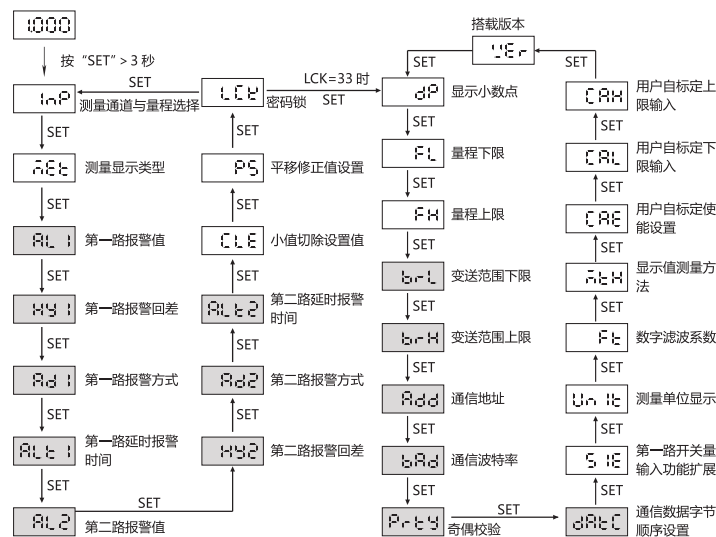 1.000
按“SET”>3秒
InP
测量通道与量程选择
SET
ñEt
测量显示类型
SET
AL1
第一路报警值
SET
HY1
第一路报警回差
SET
Ad1
第一路报警方式
SET
ALt1
第一路延时报警
时间
SET
AL2
第二路报警值
SET
HY2
第二路报警回差
SET
Ad2
第二路报警方式
SET
ALt2
第二路延时报警
时间
SET
CLE
小值切除设置值
SET
PS
平移修正值设置
SET
LCK
密码锁
SET
LCK=33 时
SET
dP
显示小数点
SET
FL
量程下限
SET
FH
量程上限
SET
brL
变送范围下限
SET
brH
变送范围上限
SET
Add
通信地址
SET
bAd
通信波特率
SET
PrtY
奇偶校验
SET
dAtC
通信数据字节
顺序设置
SET
SIE
第一路开关量
输入功能扩展
SET
UnIt
测量单位显示
SET
Ft
数字滤波系数
SET
ñtH
显示值测量方
法
SET
CAE
用户自标定使
能设置
SET
CAL
用户自标定下
限输入
SET
CAH
用户自标定上
限输入
SET
搭载版本
VEr
SET